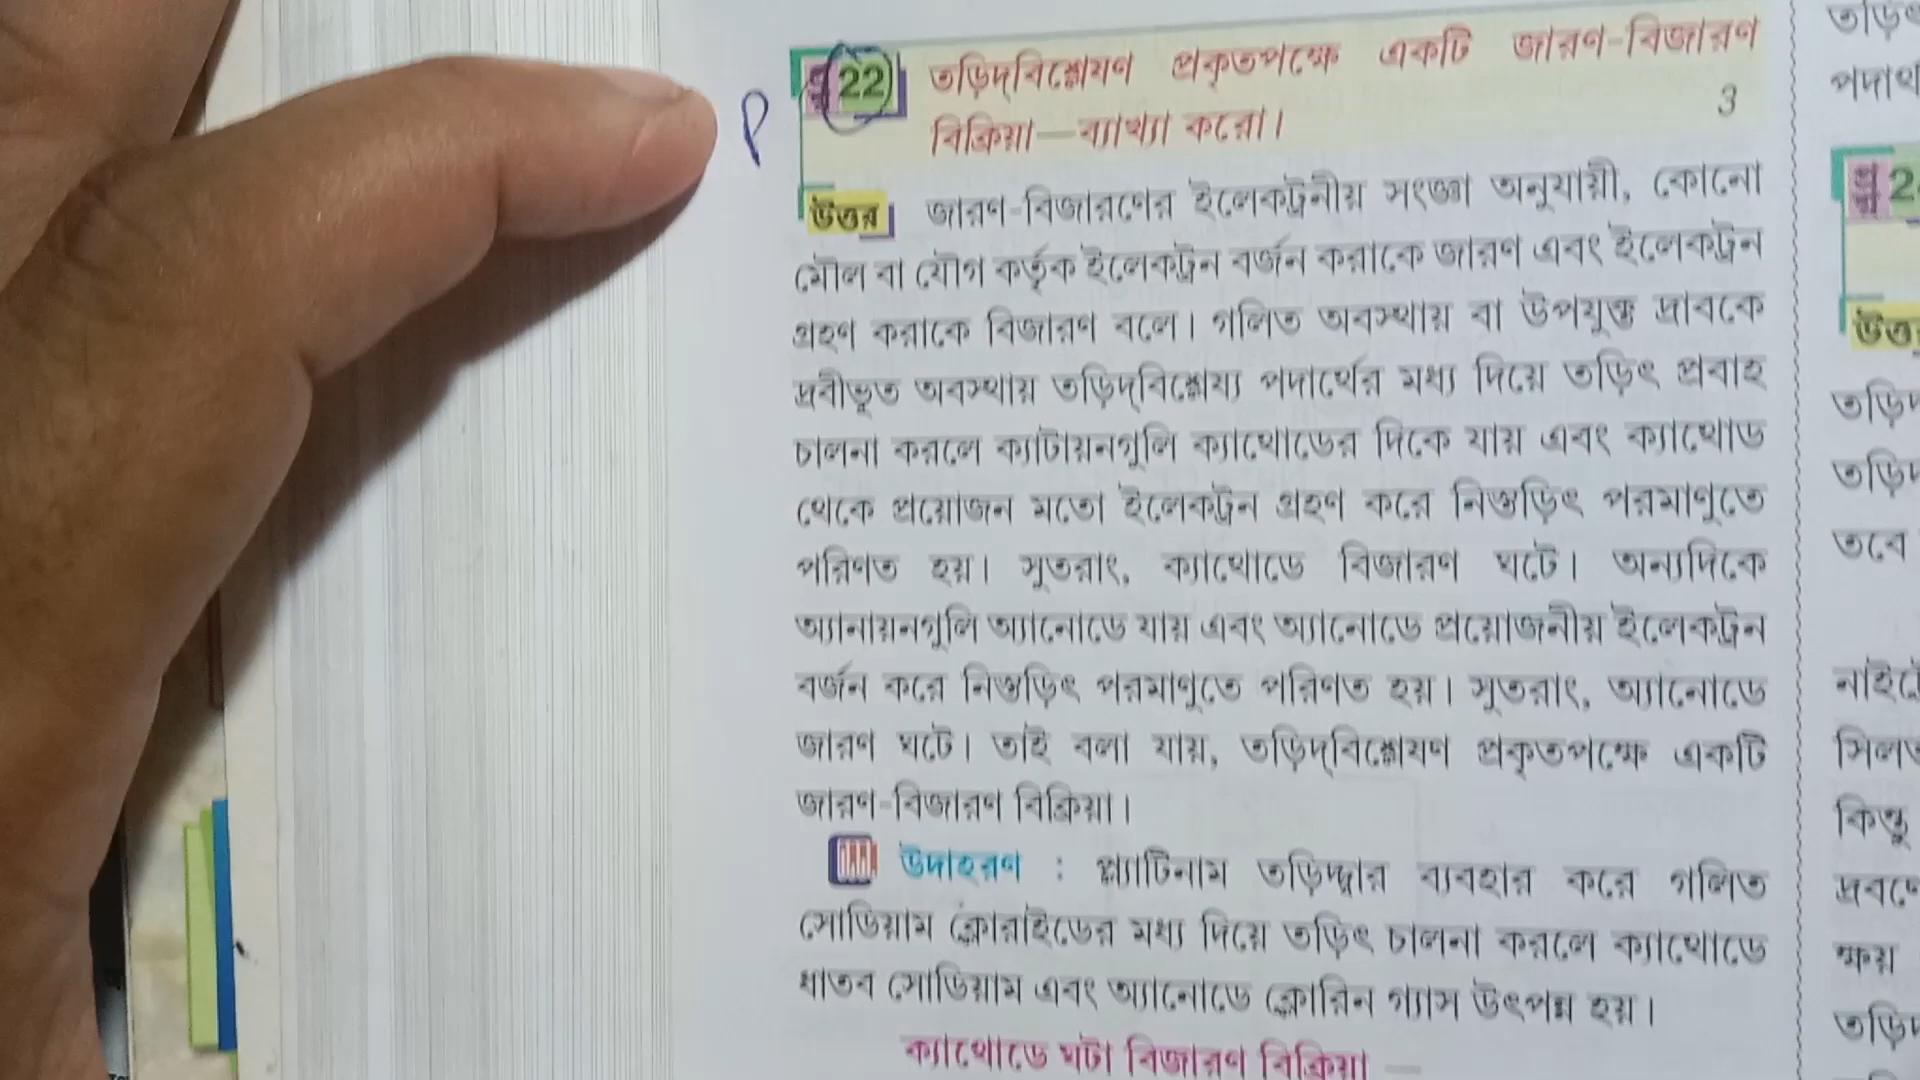 P প্র 22 তড়িদ্‌বিশ্লেষণ প্রকৃতপক্ষে একটি জারণ-বিজারণ
বিক্রিয়া—ব্যাখ্যা করো। 3
উত্তর জারণ-বিজারণের ইলেকট্রনীয় সংজ্ঞা অনুযায়ী, কোনো
মৌল বা যৌগ কর্তৃক ইলেকট্রন বর্জন করাকে জারণ এবং ইলেকট্রন
গ্রহণ করাকে বিজারণ বলে। গলিত অবস্থায় বা উপযুক্ত দ্রাবকে
দ্রবীভূত অবস্থায় তড়িদ্‌বিশ্লেষ্য পদার্থের মধ্য দিয়ে তড়িৎ প্রবাহ
চালনা করলে ক্যাটায়নগুলি ক্যাথোডের দিকে যায় এবং ক্যাথোড
থেকে প্রয়োজন মতো ইলেকট্রন গ্রহণ করে নিস্তড়িৎ পরমাণুতে
পরিণত হয়। সুতরাং, ক্যাথোডে বিজারণ ঘটে। অন্যদিকে
অ্যানায়নগুলি অ্যানোডে যায় এবং অ্যানোডে প্রয়োজনীয় ইলেকট্রন
বর্জন করে নিস্তড়িৎ পরমাণুতে পরিণত হয়। সুতরাং, অ্যানোডে
জারণ ঘটে। তাই বলা যায়, তড়িদ্‌বিশ্লেষণ প্রকৃতপক্ষে একটি
জারণ-বিজারণ বিক্রিয়া।
উদাহরণ : প্ল্যাটিনাম তড়িদ্দ্বার ব্যবহার করে গলিত
সোডিয়াম ক্লোরাইডের মধ্য দিয়ে তড়িৎ চালনা করলে ক্যাথোডে
ধাতব সোডিয়াম এবং অ্যানোডে ক্লোরিন গ্যাস উৎপন্ন হয়।
ক্যাথোডে ঘটা বিজারণ বিক্রিয়া —
প্র 2
তবে
কিন্তু
ক্ষয়